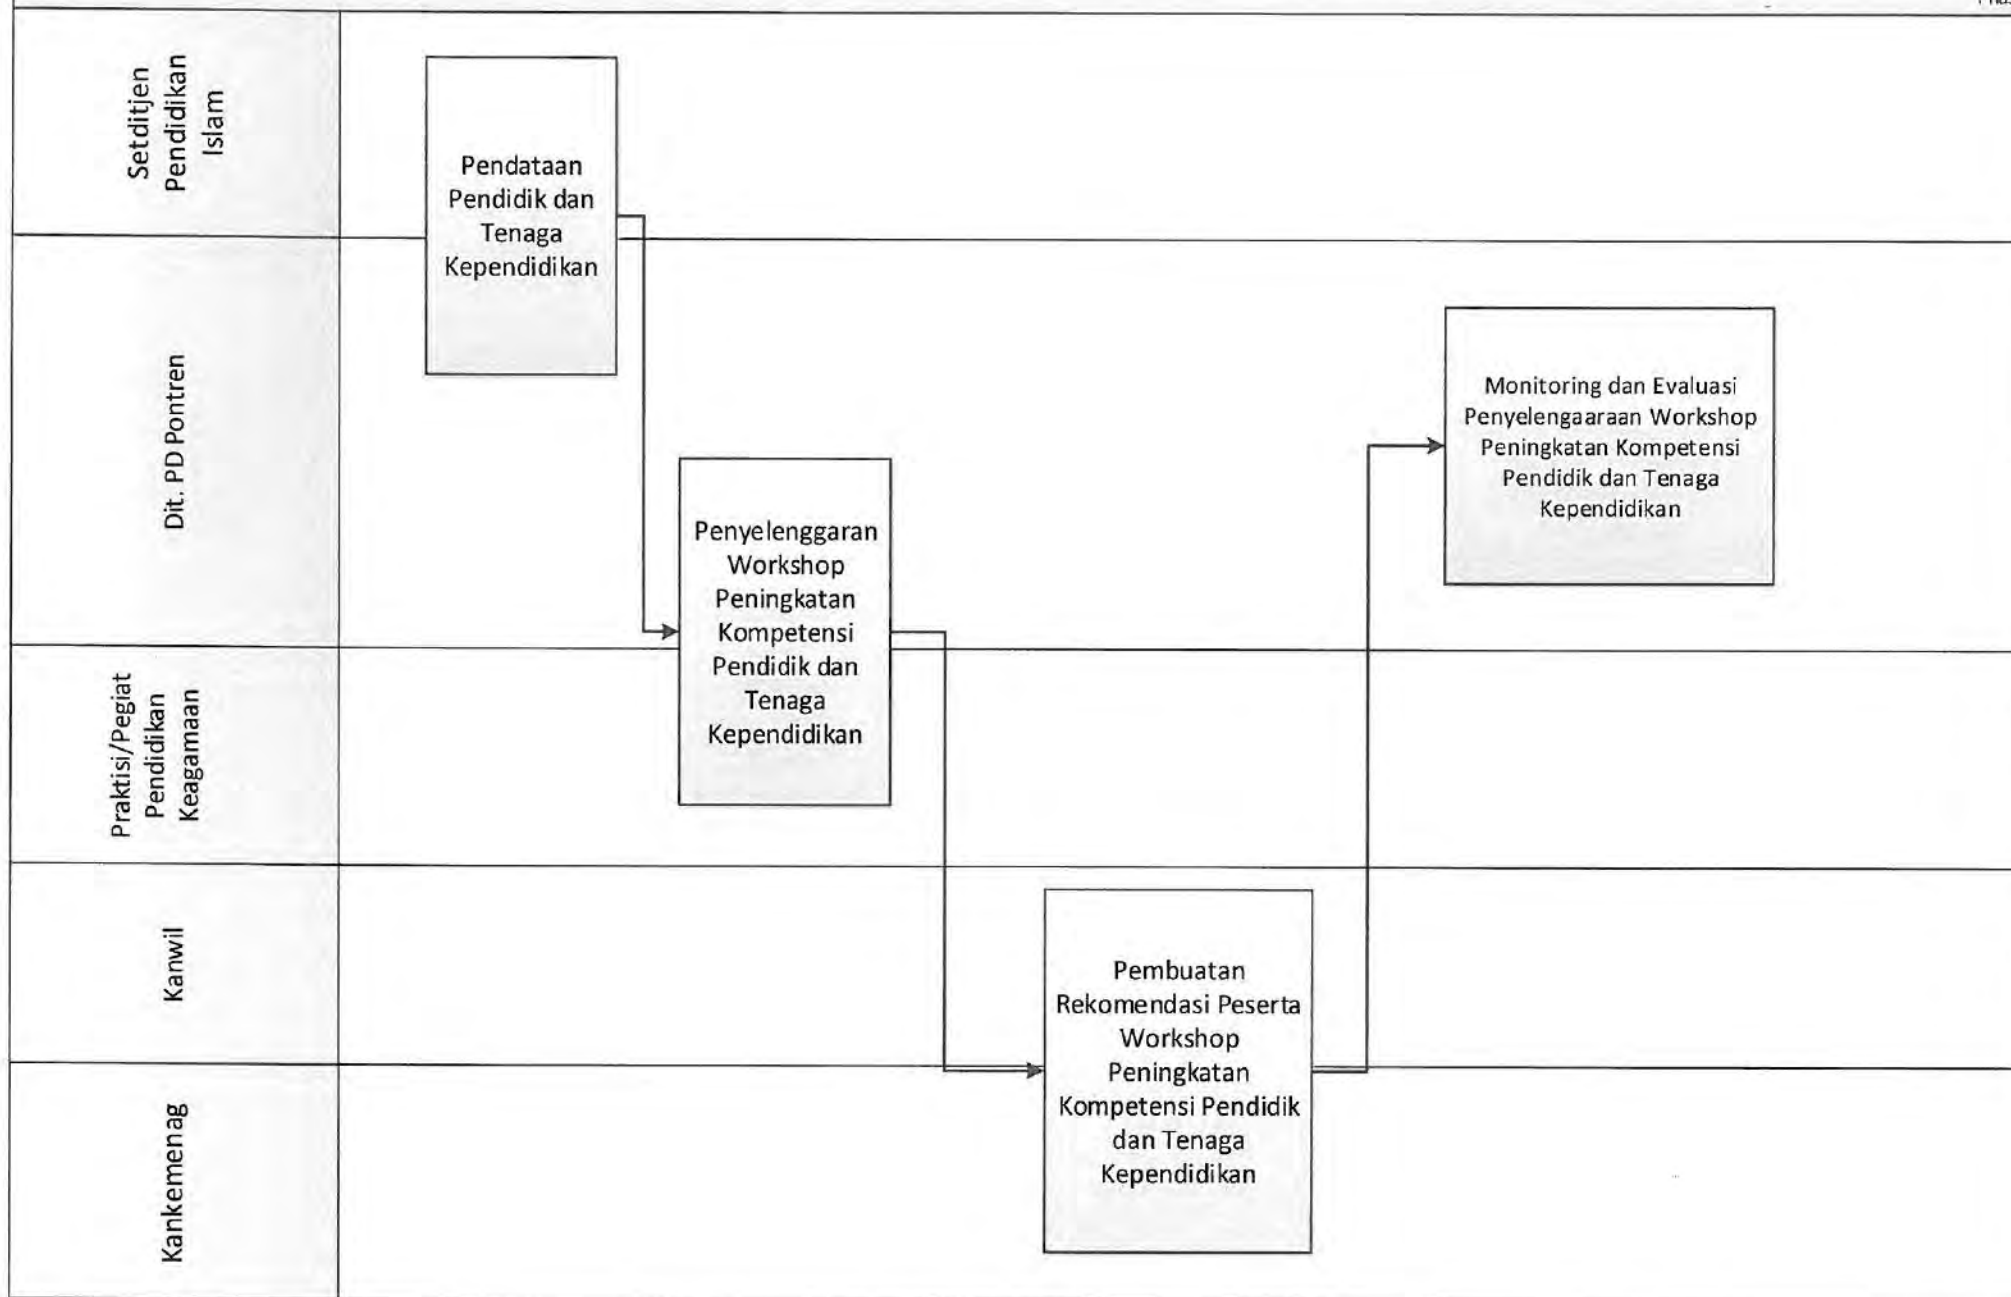 Setditjen
Pendidikan
Islam
Pendataan
Pendidik dan
Tenaga
Kependidikan
Dit. PD Pontren
Monitoring dan Evaluasi
Penyelengaaraan Workshop
Peningkatan Kompetensi
Pendidik dan Tenaga
Kependidikan
Penyelenggaran
Workshop
Peningkatan
Kompetensi
Pendidik dan
Tenaga
Kependidikan
Praktisi/Pegiat
Pendidikan
Keagamaan
Kanwil
Pembuatan
Rekomendasi Peserta
Workshop
Peningkatan
Kompetensi Pendidik
dan Tenaga
Kependidikan
Kankemenag